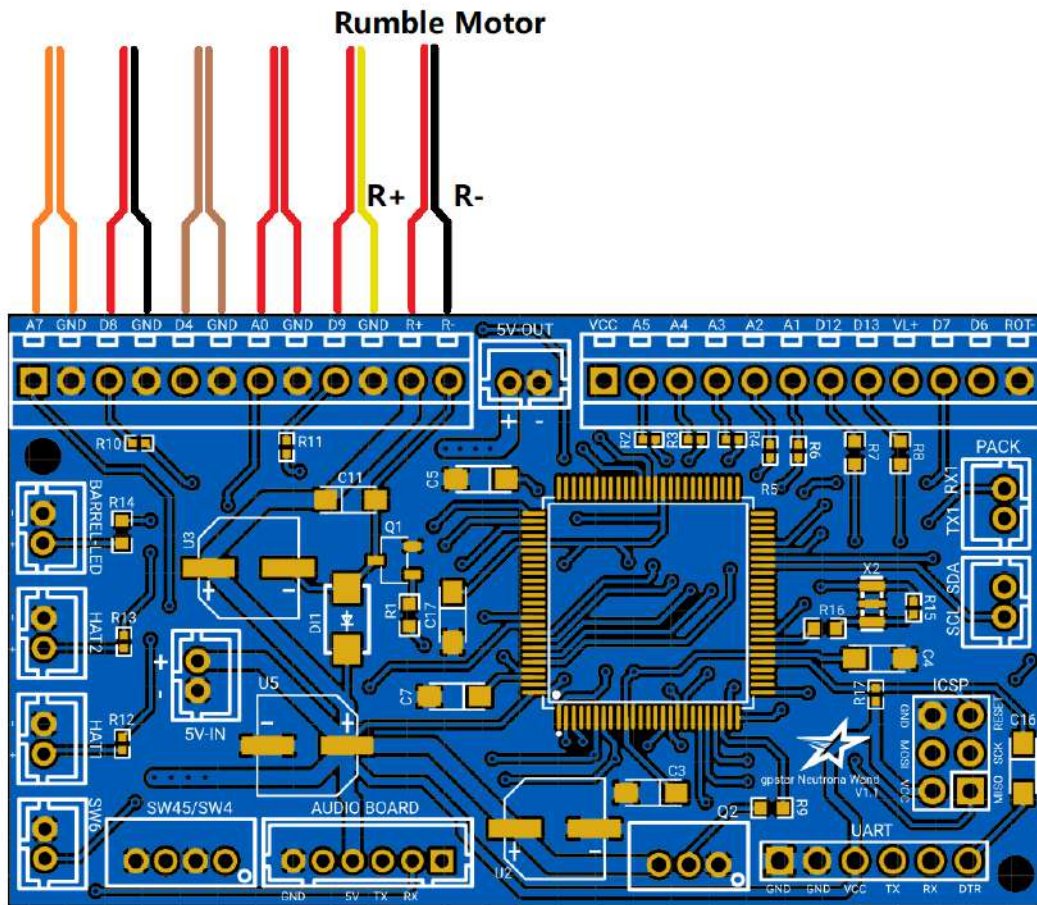 Rumble Motor
R+ R-
A7 GND D8 GND D4 GND A0 GND D9 GND R+ R-
5V OUT
+ -
VCC A5 A4 A3 A2 A1 D12 D13 VL+ D7 D6 ROT-
R10
R11
R2
R3
R4
R5
R6
R7
R8
PACK
TX1 RX1
BARREL-LED
- +
R14
U3
+ -
C11
C5
Q1
DI1
R1
C17
X2
R16
R15
SCL SDA
HAT2
- +
R13
+
-
5V-IN
U5
- +
C7
C4
R17
ICSP
GND RESET
MOSI SCK
VCC MISO
C16
HAT1
- +
R12
gpstar Neutrona Wand
V1.1
C3
Q2
R9
SW6
SW45/SW4
AUDIO BOARD
GND 5V TX RX
U2
+ -
UART
GND GND VCC TX RX DTR